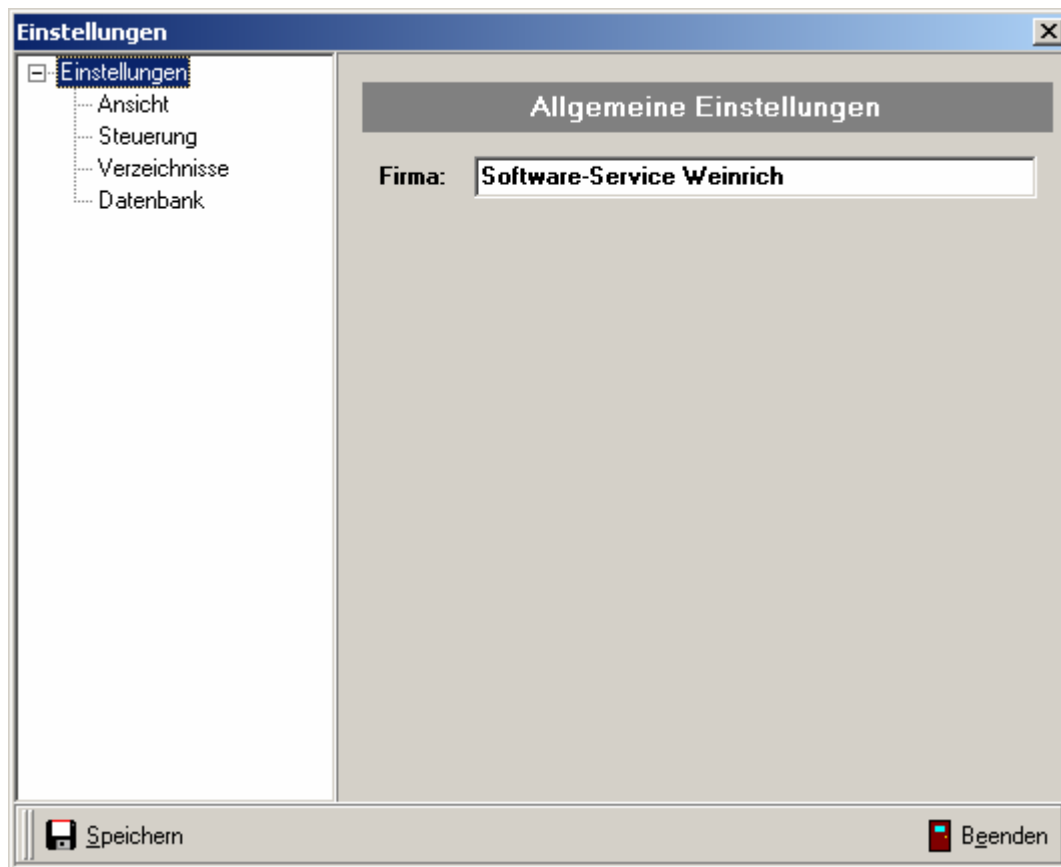 Einstellungen
Einstellungen
Ansicht
Steuerung
Verzeichnisse
Datenbank
Allgemeine Einstellungen
Firma: Software-Service Weinrich
Speichern
Beenden